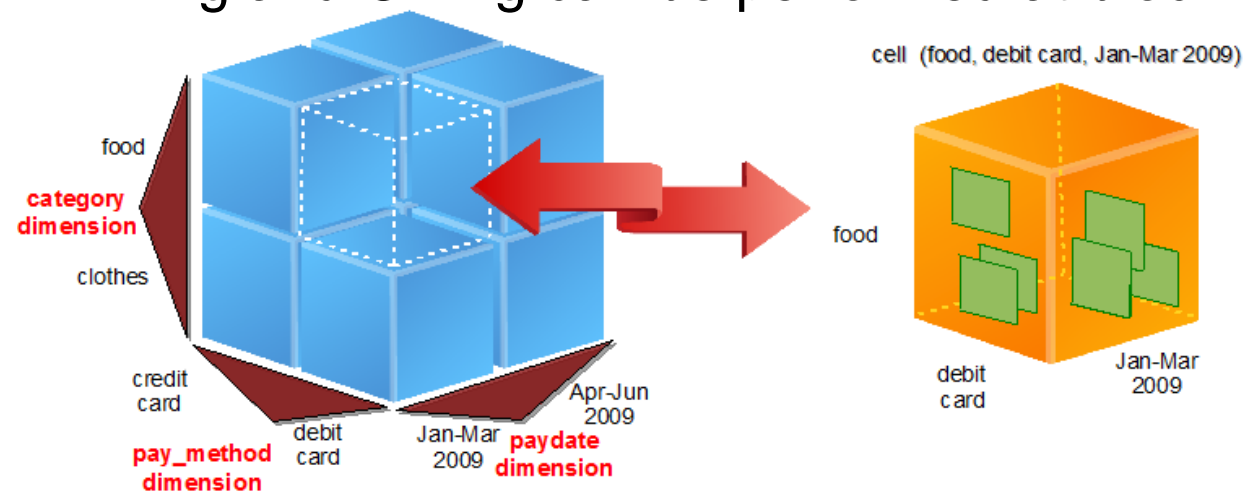 cell (food, debit card, Jan-Mar 2009)
food
category
dimension
clothes
credit
card
debit
card
pay_method
dimension
Jan-Mar
2009
Apr-Jun
2009
paydate
dimension
food
debit
card
Jan-Mar
2009